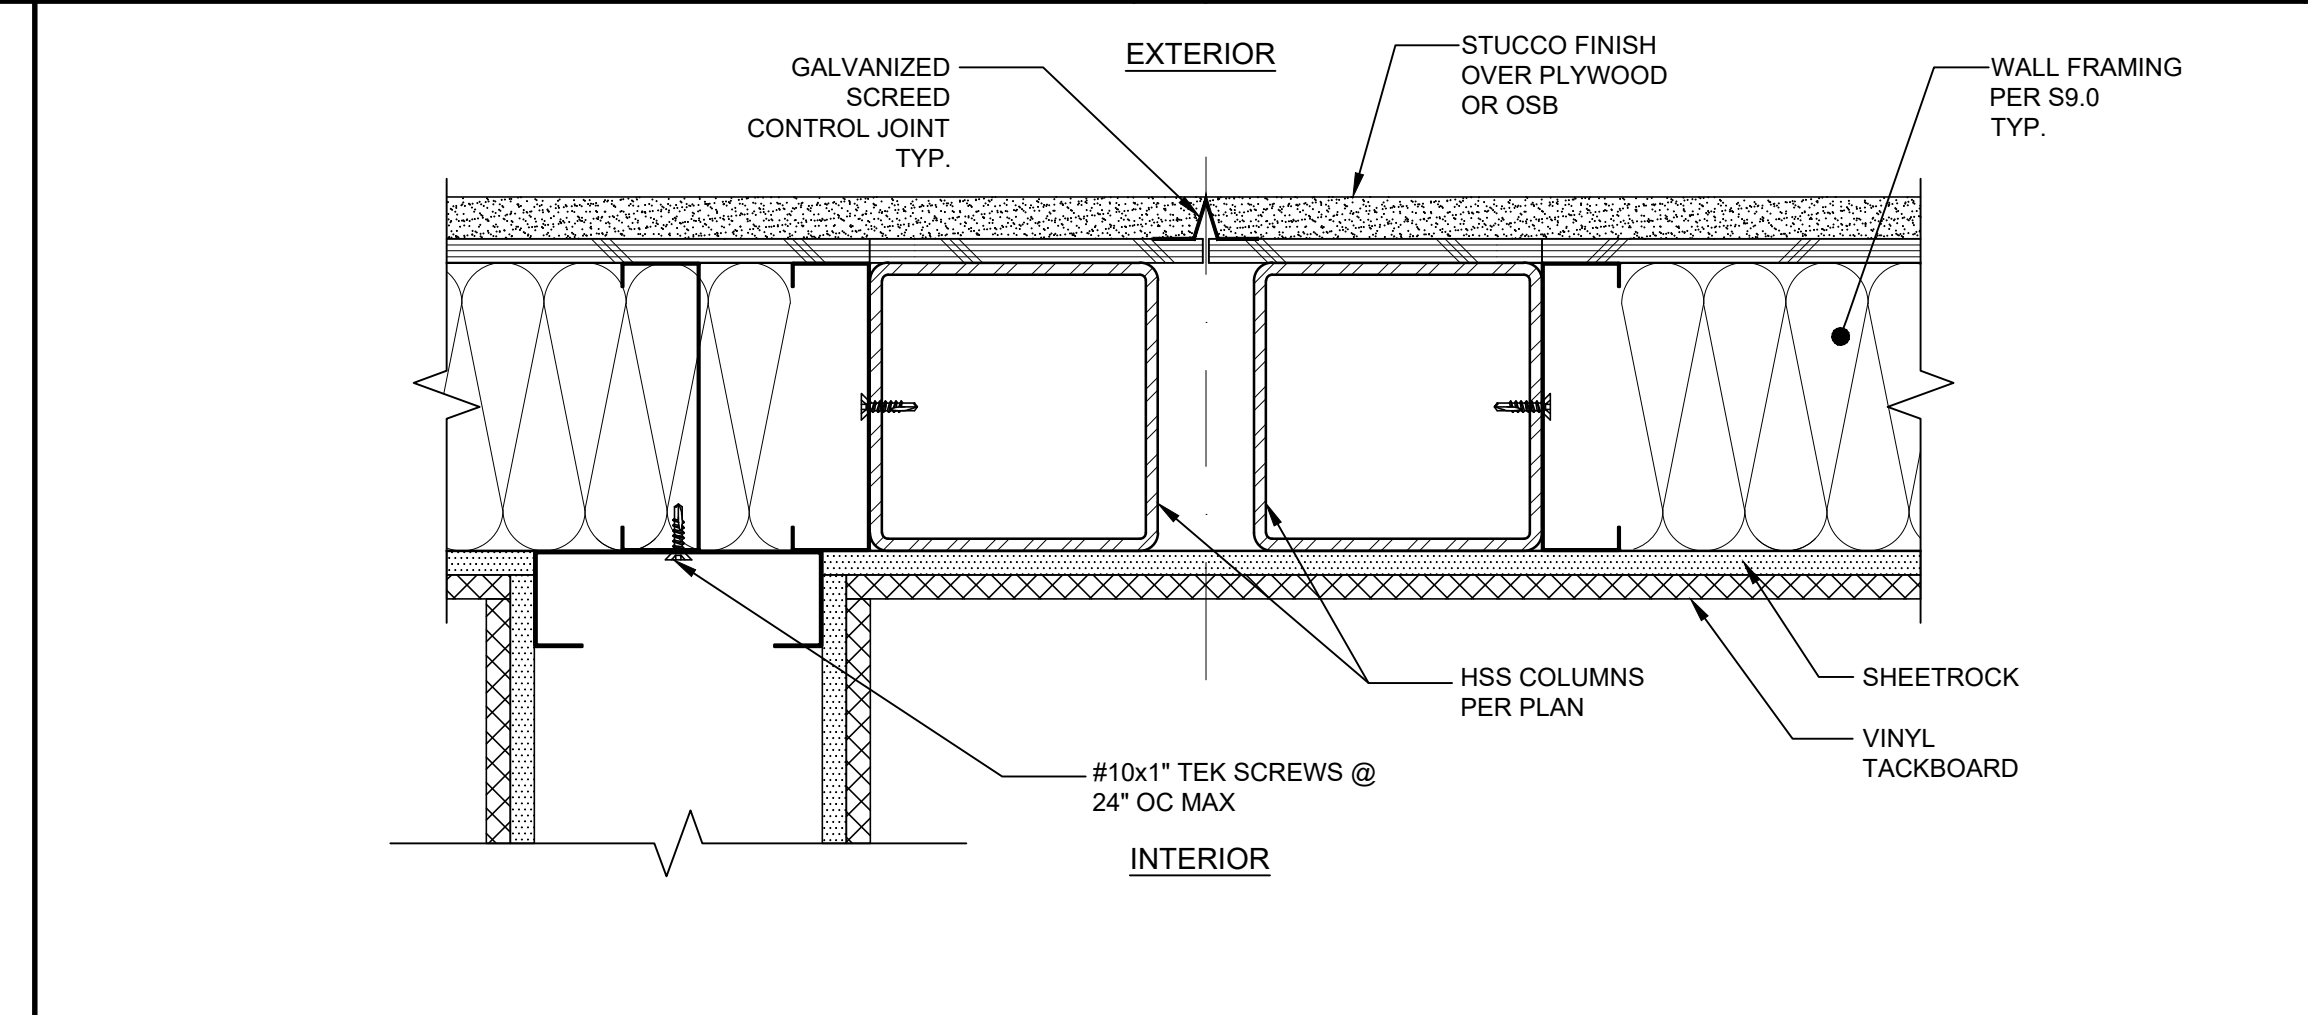 EXTERIOR
GALVANIZED
SCREED
CONTROL JOINT
TYP.
STUCCO FINISH
OVER PLYWOOD
OR OSB
WALL FRAMING
PER S9.0
TYP.
HSS COLUMNS
PER PLAN
SHEETROCK
VINYL
TACKBOARD
#10x1" TEK SCREWS @
24" OC MAX
INTERIOR